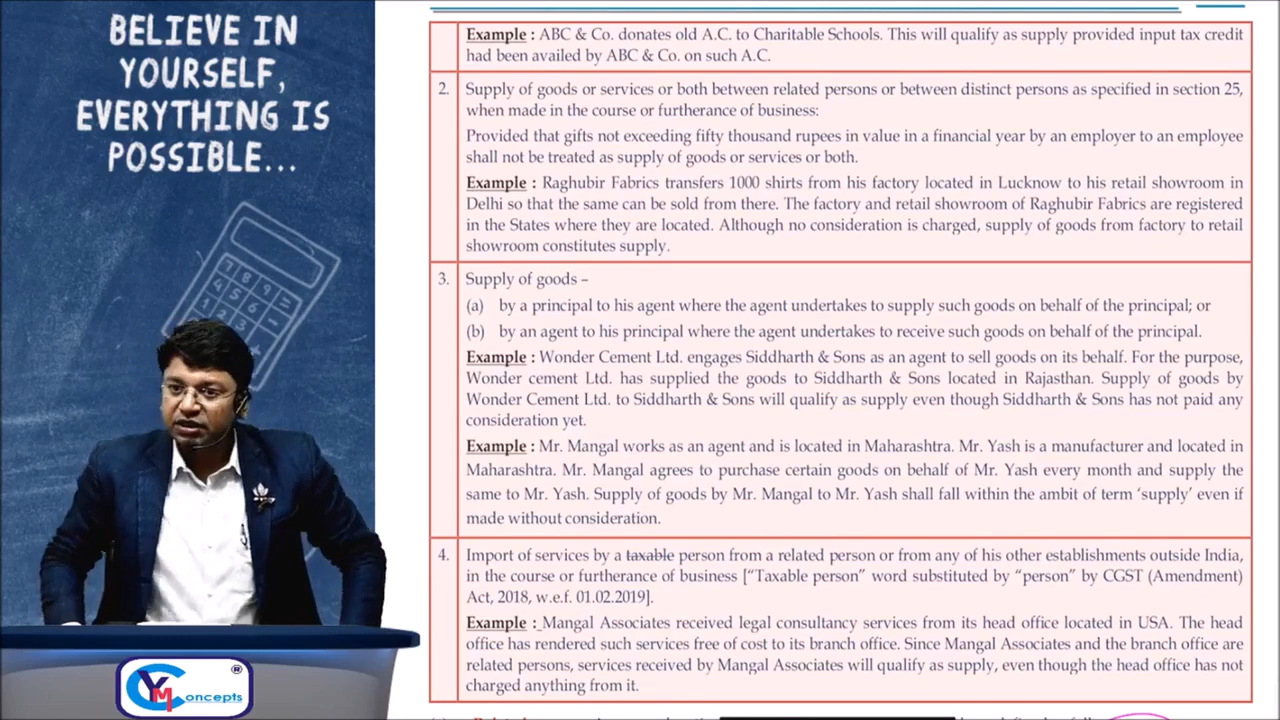 BELIEVE IN
YOURSELF,
EVERYTHING IS
POSSIBLE...
7 8 9 =
4 5 6 -
1 2 3
YM Concepts
®
Example : ABC & Co. donates old A.C. to Charitable Schools. This will qualify as supply provided input tax credit
had been availed by ABC & Co. on such A.C.
2. Supply of goods or services or both between related persons or between distinct persons as specified in section 25,
when made in the course or furtherance of business:
Provided that gifts not exceeding fifty thousand rupees in value in a financial year by an employer to an employee
shall not be treated as supply of goods or services or both.
Example : Raghubir Fabrics transfers 1000 shirts from his factory located in Lucknow to his retail showroom in
Delhi so that the same can be sold from there. The factory and retail showroom of Raghubir Fabrics are registered
in the States where they are located. Although no consideration is charged, supply of goods from factory to retail
showroom constitutes supply.
3. Supply of goods –
(a) by a principal to his agent where the agent undertakes to supply such goods on behalf of the principal; or
(b) by an agent to his principal where the agent undertakes to receive such goods on behalf of the principal.
Example : Wonder Cement Ltd. engages Siddharth & Sons as an agent to sell goods on its behalf. For the purpose,
Wonder cement Ltd. has supplied the goods to Siddharth & Sons located in Rajasthan. Supply of goods by
Wonder Cement Ltd. to Siddharth & Sons will qualify as supply even though Siddharth & Sons has not paid any
consideration yet.
Example : Mr. Mangal works as an agent and is located in Maharashtra. Mr. Yash is a manufacturer and located in
Maharashtra. Mr. Mangal agrees to purchase certain goods on behalf of Mr. Yash every month and supply the
same to Mr. Yash. Supply of goods by Mr. Mangal to Mr. Yash shall fall within the ambit of term ‘supply’ even if
made without consideration.
4. Import of services by a taxable person from a related person or from any of his other establishments outside India,
in the course or furtherance of business [“Taxable person” word substituted by “person” by CGST (Amendment)
Act, 2018, w.e.f. 01.02.2019].
Example : Mangal Associates received legal consultancy services from its head office located in USA. The head
office has rendered such services free of cost to its branch office. Since Mangal Associates and the branch office are
related persons, services received by Mangal Associates will qualify as supply, even though the head office has not
charged anything from it.